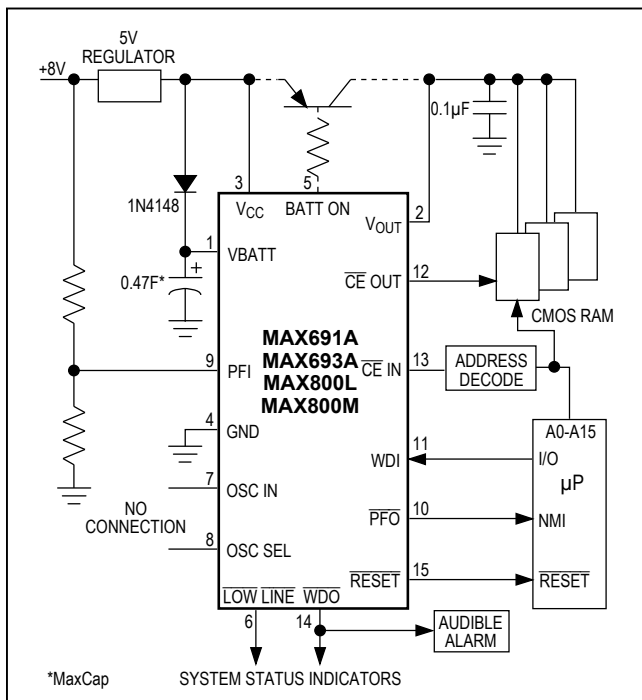 5V
REGULATOR
+8V
0.1µF
3
5
1N4148
VCC
BATT ON
2
VOUT
1
VBATT
0.47F*
+
12
CE OUT
CMOS RAM
MAX691A
MAX693A
MAX800L
MAX800M
9
PFI
13
CE IN
ADDRESS
DECODE
4
GND
A0-A15
11
WDI
I/O
µP
7
OSC IN
NO
CONNECTION
10
PFO
NMI
8
OSC SEL
15
RESET
RESET
LOW LINE
WDO
6
14
AUDIBLE
ALARM
*MaxCap
SYSTEM STATUS INDICATORS